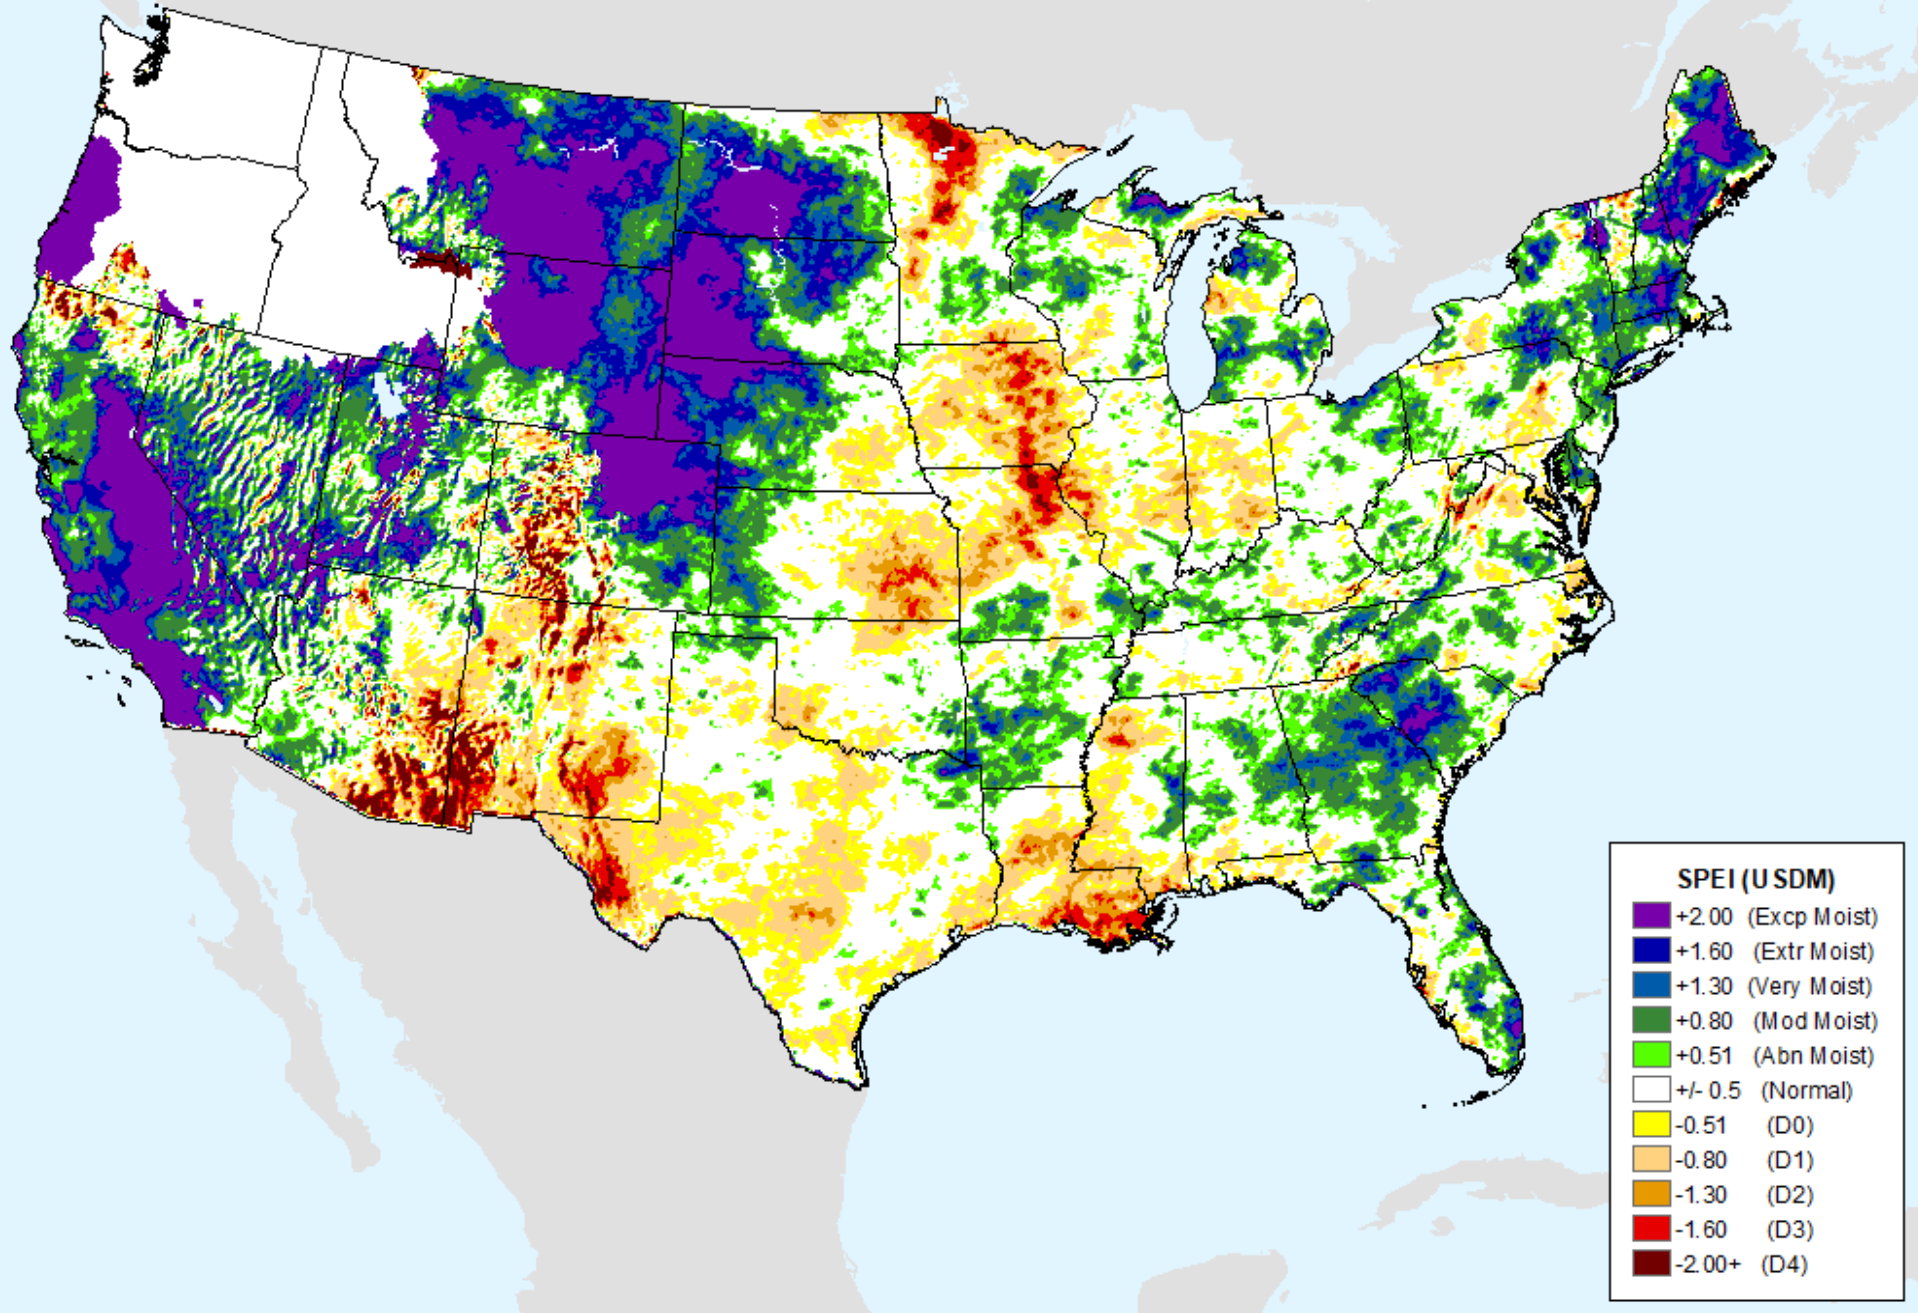 SPEI (USDM)
+2.00 (Excp Moist)
+1.60 (Extr Moist)
+1.30 (Very Moist)
+0.80 (Mod Moist)
+0.51 (Abn Moist)
+/- 0.5 (Normal)
-0.51 (D0)
-0.80 (D1)
-1.30 (D2)
-1.60 (D3)
-2.00+ (D4)